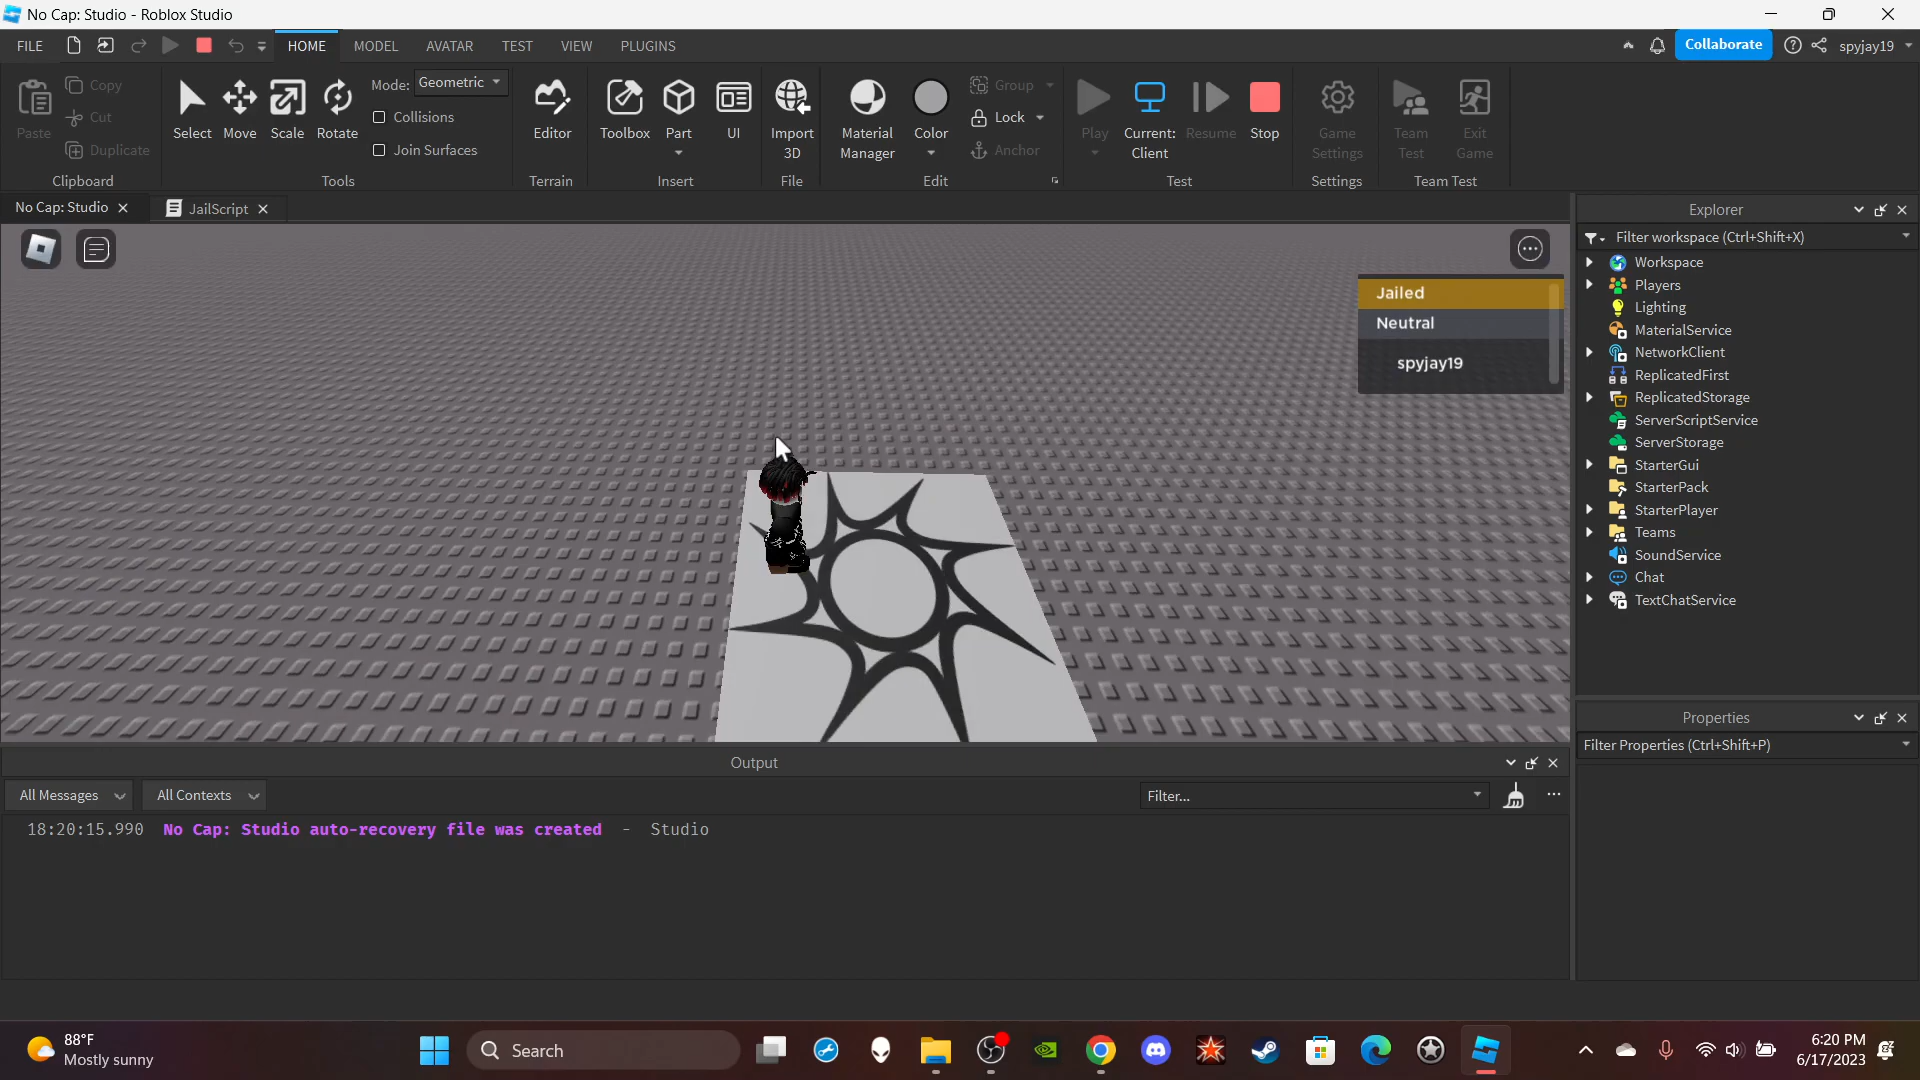 No Cap: Studio - Roblox Studio
FILE
HOME
MODEL
AVATAR
TEST
VIEW
PLUGINS
Collaborate
spyjay19
Paste
Copy
Cut
Duplicate
Clipboard
Select
Move
Scale
Rotate
Mode: Geometric
Collisions
Join Surfaces
Tools
Editor
Terrain
Toolbox
Part
UI
Insert
Import
3D
File
Material
Manager
Color
Group
Lock
Anchor
Edit
Play
Current:
Client
Resume
Stop
Test
Game
Settings
Settings
Team
Test
Exit
Game
Team Test
No Cap: Studio
JailScript
Jailed
Neutral
spyjay19
Explorer
Filter workspace (Ctrl+Shift+X)
Workspace
Players
Lighting
MaterialService
NetworkClient
ReplicatedFirst
ReplicatedStorage
ServerScriptService
ServerStorage
StarterGui
StarterPack
StarterPlayer
Teams
SoundService
Chat
TextChatService
Properties
Filter Properties (Ctrl+Shift+P)
Output
All Messages
All Contexts
Filter...
18:20:15.990 No Cap: Studio auto-recovery file was created - Studio
88°F
Mostly sunny
Search
6:20 PM
6/17/2023